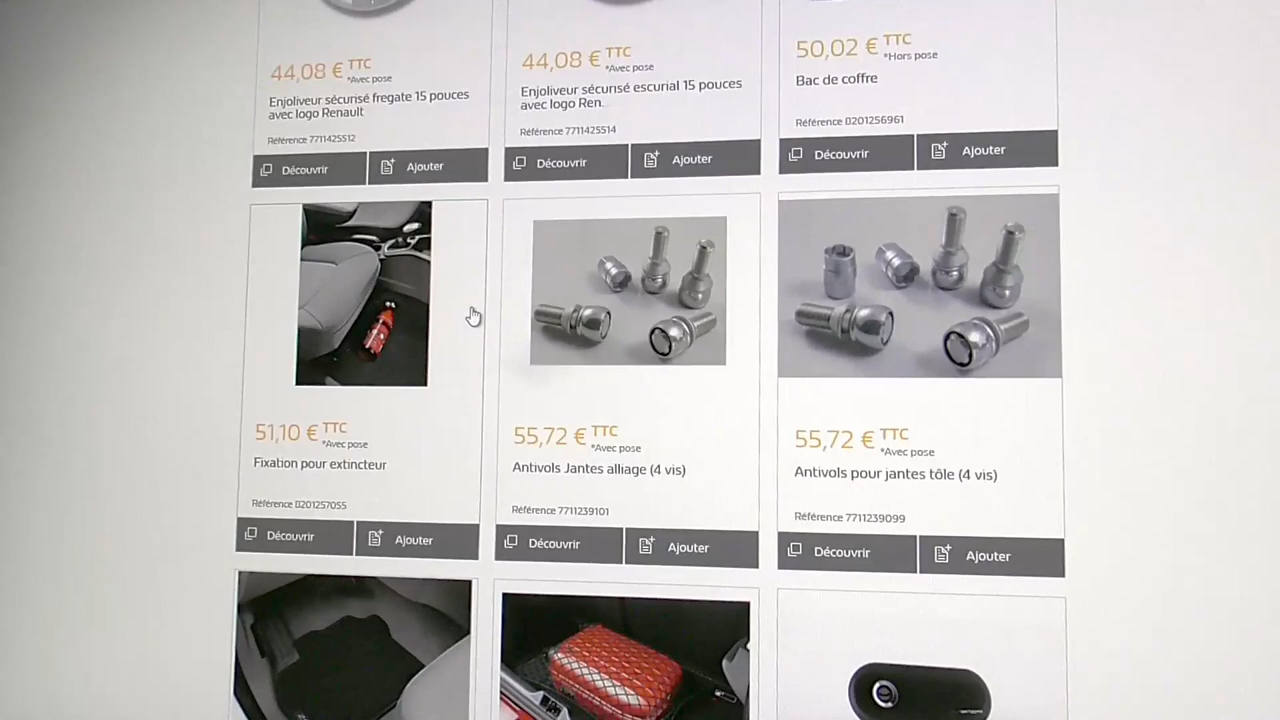 44,08 € TTC
*Avec pose
Enjoliveur sécurisé fregate 15 pouces
avec logo Renault
Référence 7711425512
Découvrir
Ajouter
44,08 € TTC
*Avec pose
Enjoliveur sécurisé escurial 15 pouces
avec logo Ren.
Référence 7711425514
Découvrir
Ajouter
50,02 € TTC
*Hors pose
Bac de coffre
Référence 8201256961
Découvrir
Ajouter
51,10 € TTC
*Avec pose
Fixation pour extincteur
Référence 8201257055
Découvrir
Ajouter
55,72 € TTC
*Avec pose
Antivols Jantes alliage (4 vis)
Référence 7711239101
Découvrir
Ajouter
55,72 € TTC
*Avec pose
Antivols pour jantes tôle (4 vis)
Référence 7711239099
Découvrir
Ajouter